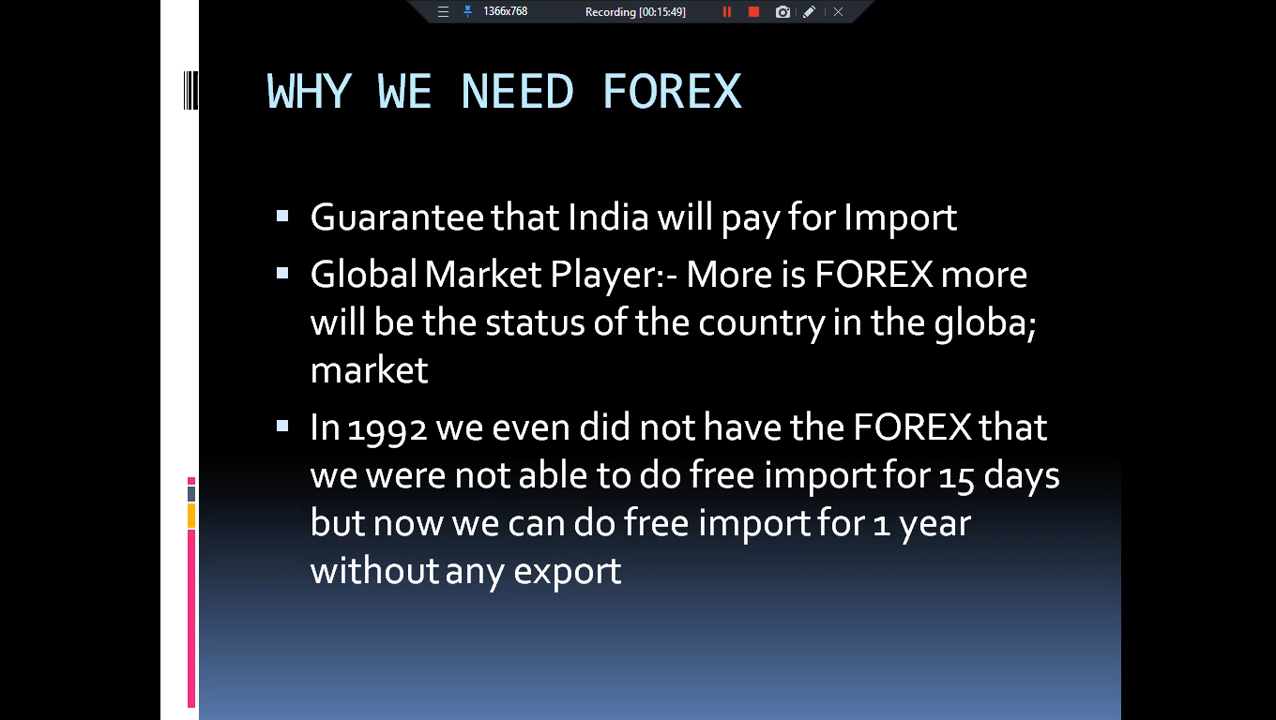 1366x768
Recording [00:15:49]
WHY WE NEED FOREX
Guarantee that India will pay for Import
Global Market Player:- More is FOREX more
will be the status of the country in the globa;
market
In 1992 we even did not have the FOREX that
we were not able to do free import for 15 days
but now we can do free import for 1 year
without any export